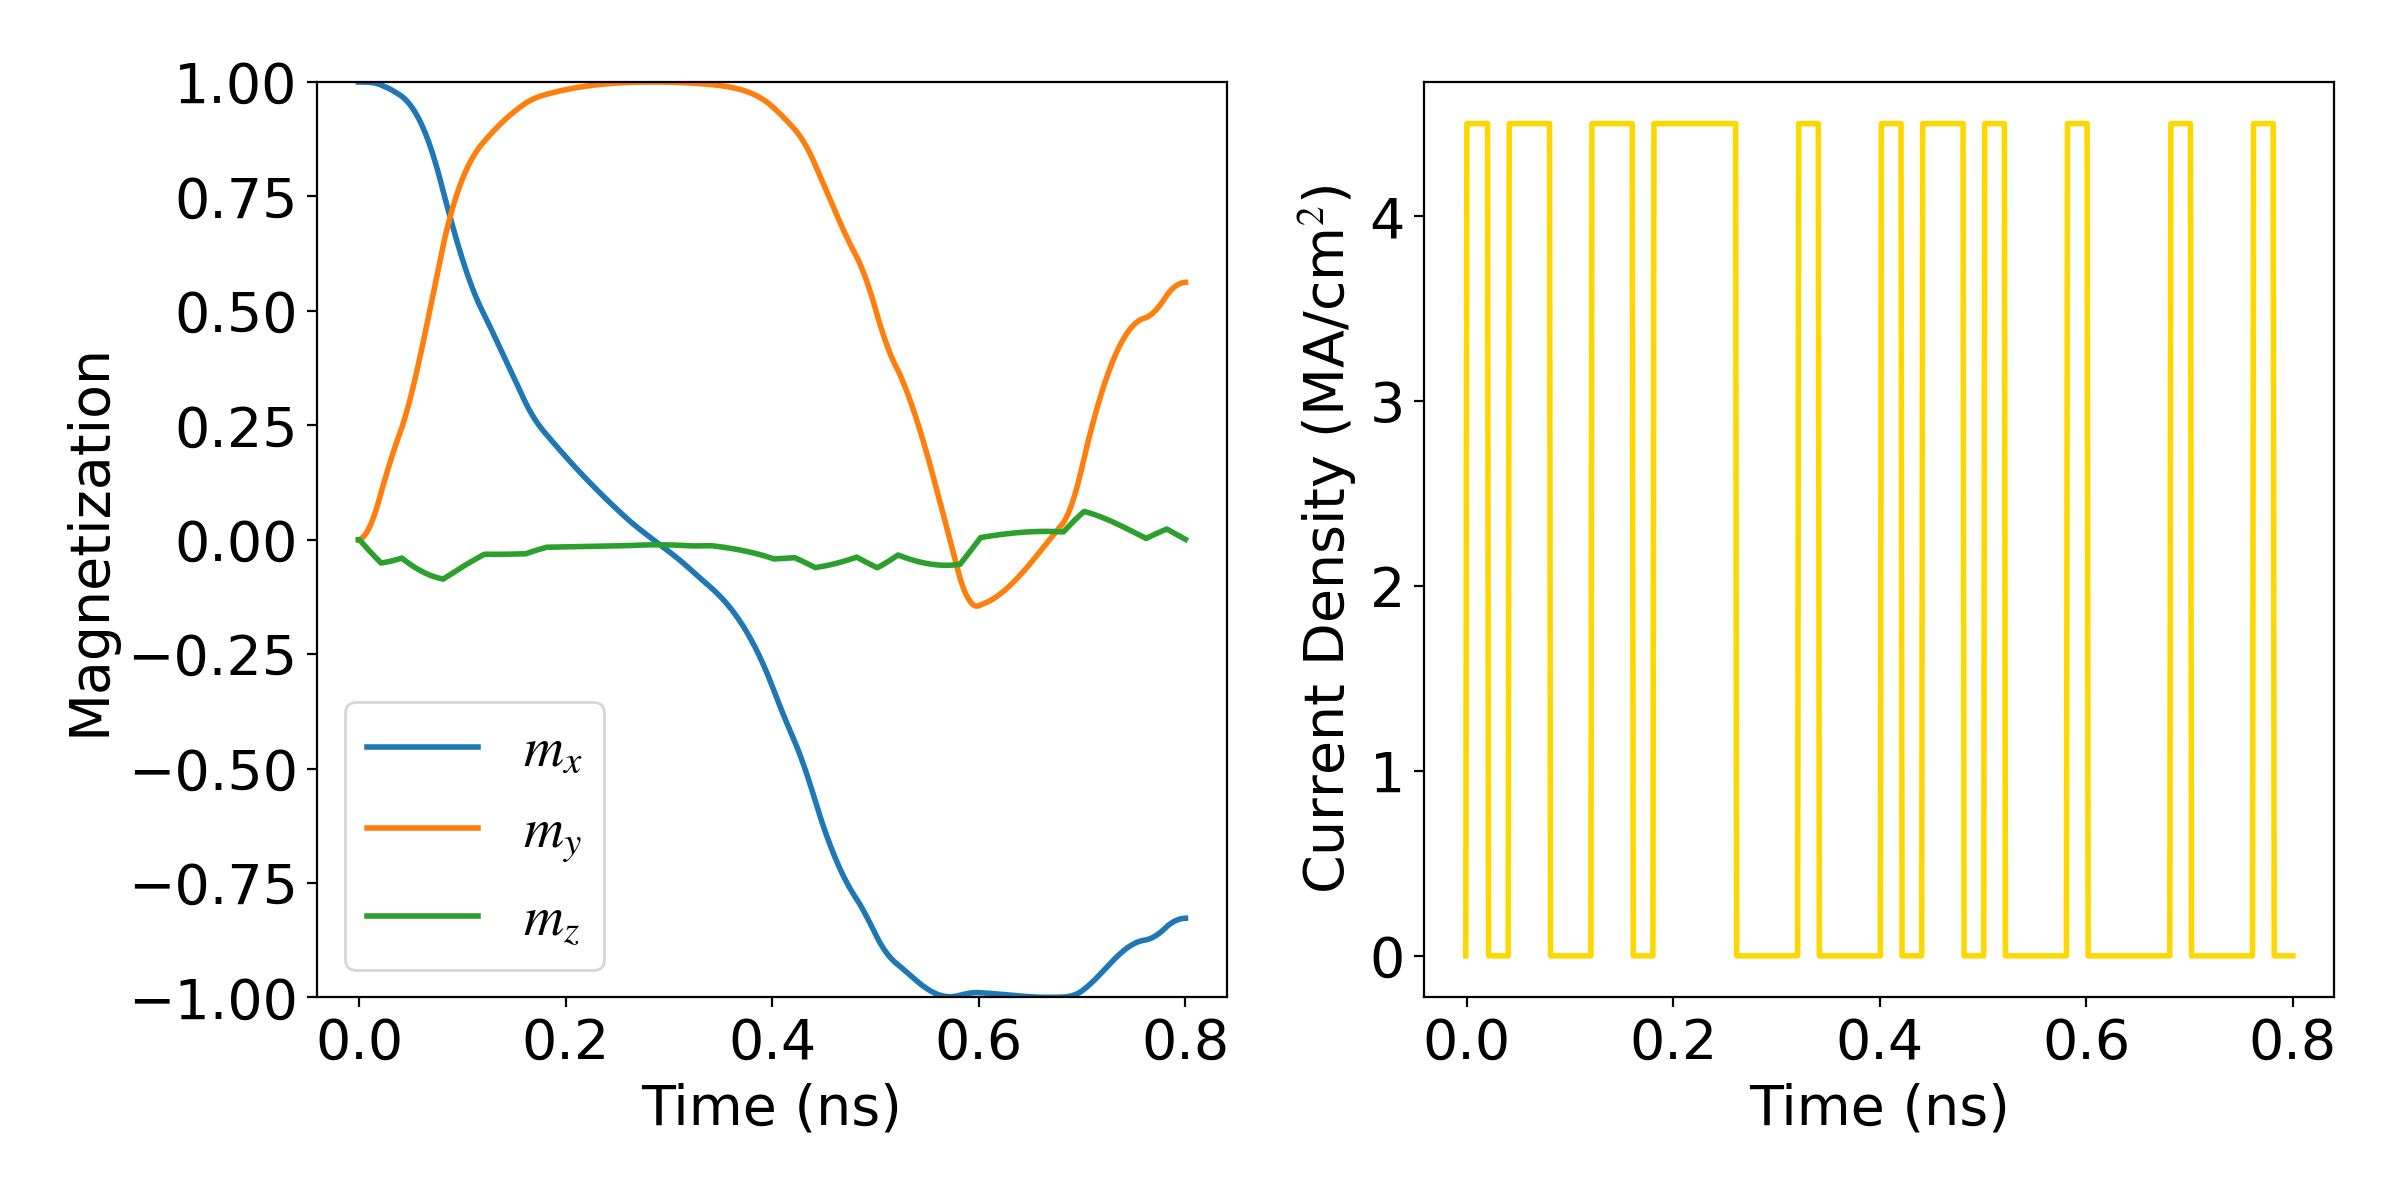 Magnetization
1.00
0.75
0.50
0.25
0.00
−0.25
−0.50
−0.75
−1.00
m_x
m_y
m_z
0.0 0.2 0.4 0.6 0.8
Time (ns)
Current Density (MA/cm²)
4
3
2
1
0
0.0 0.2 0.4 0.6 0.8
Time (ns)